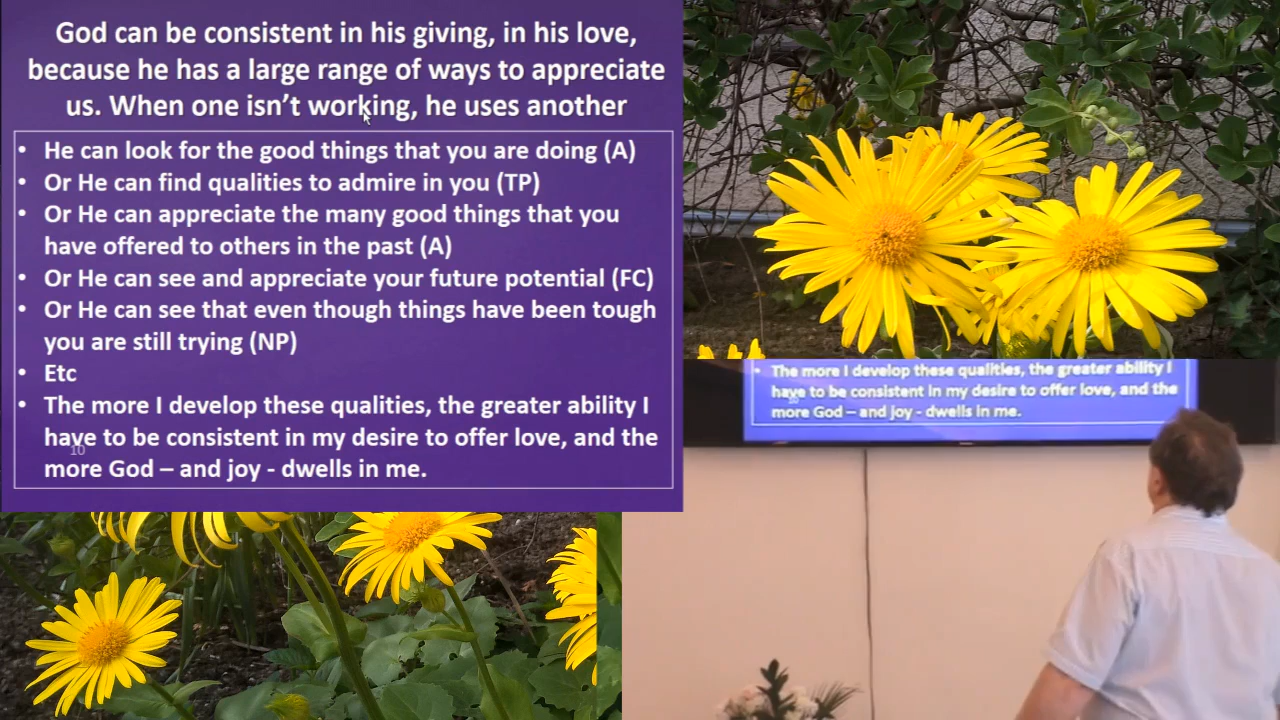 God can be consistent in his giving, in his love,
because he has a large range of ways to appreciate
us. When one isn’t working, he uses another
• He can look for the good things that you are doing (A)
• Or He can find qualities to admire in you (TP)
• Or He can appreciate the many good things that you
have offered to others in the past (A)
• Or He can see and appreciate your future potential (FC)
• Or He can see that even though things have been tough
you are still trying (NP)
• Etc
• The more I develop these qualities, the greater ability I
have to be consistent in my desire to offer love, and the
10
more God – and joy - dwells in me.
• The more I develop these qualities, the greater ability I
have to be consistent in my desire to offer love, and the
more God – and joy - dwells in me.